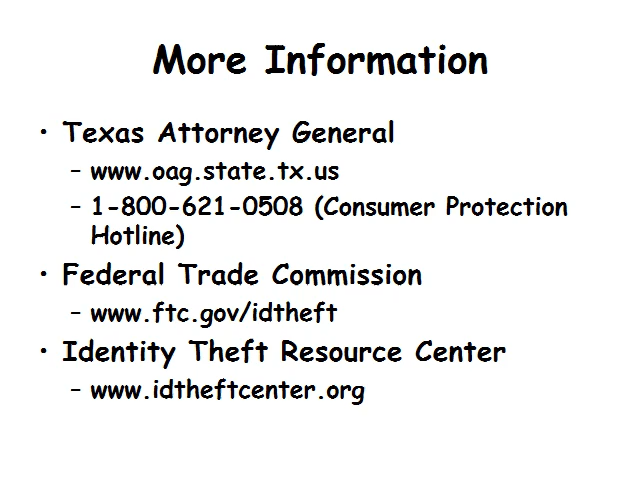 More Information
• Texas Attorney General
– www.oag.state.tx.us
– 1-800-621-0508 (Consumer Protection
Hotline)
• Federal Trade Commission
– www.ftc.gov/idtheft
• Identity Theft Resource Center
– www.idtheftcenter.org